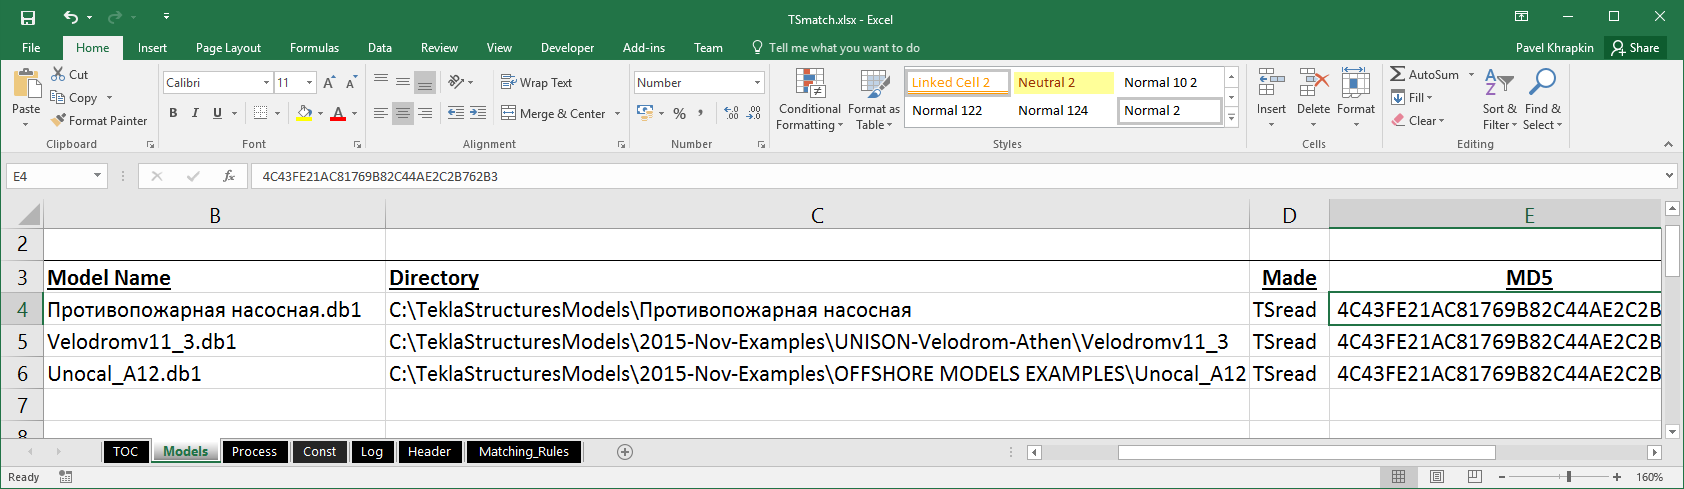 TSmatch.xlsx - Excel
File Home Insert Page Layout Formulas Data Review View Developer Add-ins Team Tell me what you want to do Pavel Khrapkin Share
Paste
Cut
Copy
Format Painter
Clipboard
Calibri 11
B I U
Font
Wrap Text
Merge & Center
Alignment
Number
% ,
Number
Conditional Formatting
Format as Table
Linked Cell 2 Neutral 2 Normal 10 2
Normal 122 Normal 124 Normal 2
Styles
Insert Delete Format
Cells
AutoSum
Fill
Clear
Sort & Filter
Find & Select
Editing
E4 fx 4C43FE21AC81769B82C44AE2C2B762B3
B C D E
2
3 Model Name Directory Made MD5
4 Противопожарная насосная.db1 C:\TeklaStructuresModels\Противопожарная насосная TSread 4C43FE21AC81769B82C44AE2C2B
5 Velodromv11_3.db1 C:\TeklaStructuresModels\2015-Nov-Examples\UNISON-Velodrom-Athen\Velodromv11_3 TSread 4C43FE21AC81769B82C44AE2C2B
6 Unocal_A12.db1 C:\TeklaStructuresModels\2015-Nov-Examples\OFFSHORE MODELS EXAMPLES\Unocal_A12 TSread 4C43FE21AC81769B82C44AE2C2B
7
8
TOC Models Process Const Log Header Matching_Rules
Ready 160%